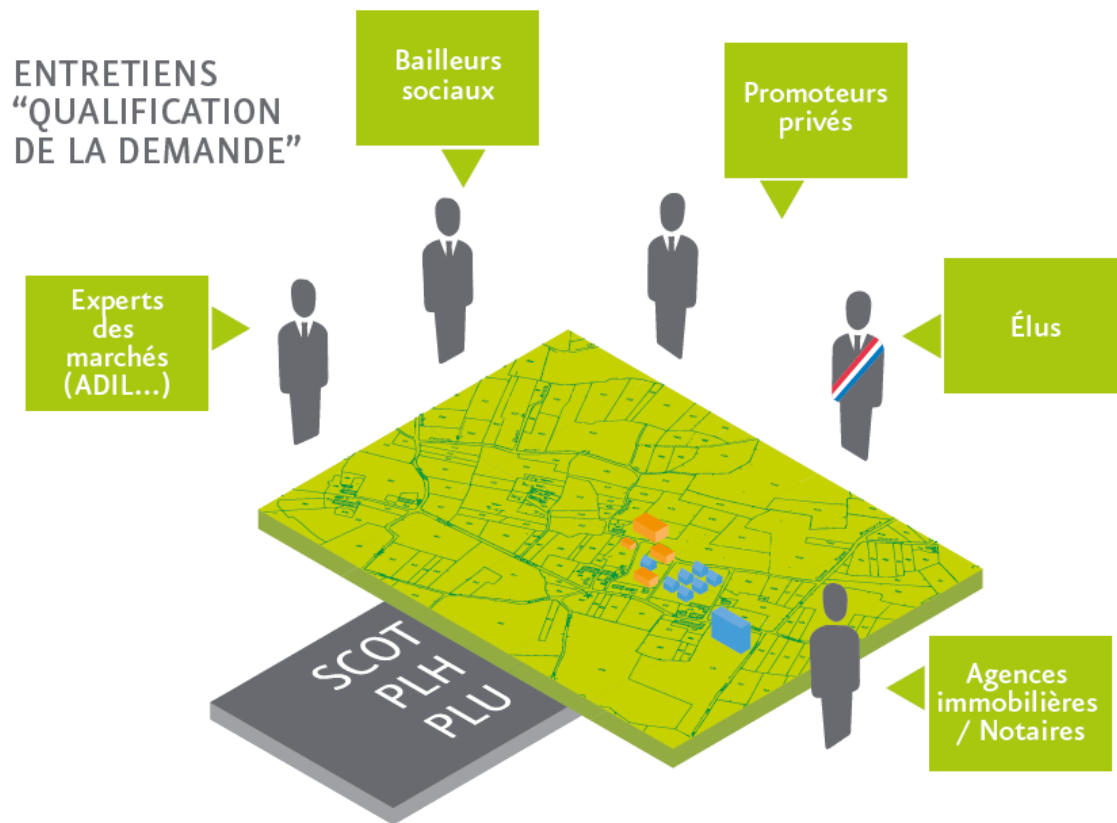 ENTRETIENS
“QUALIFICATION
DE LA DEMANDE”
Bailleurs
sociaux
Promoteurs
privés
Experts
des
marchés
(ADIL...)
Élus
SCOT
PLH
PLU
Agences
immobilières
/ Notaires